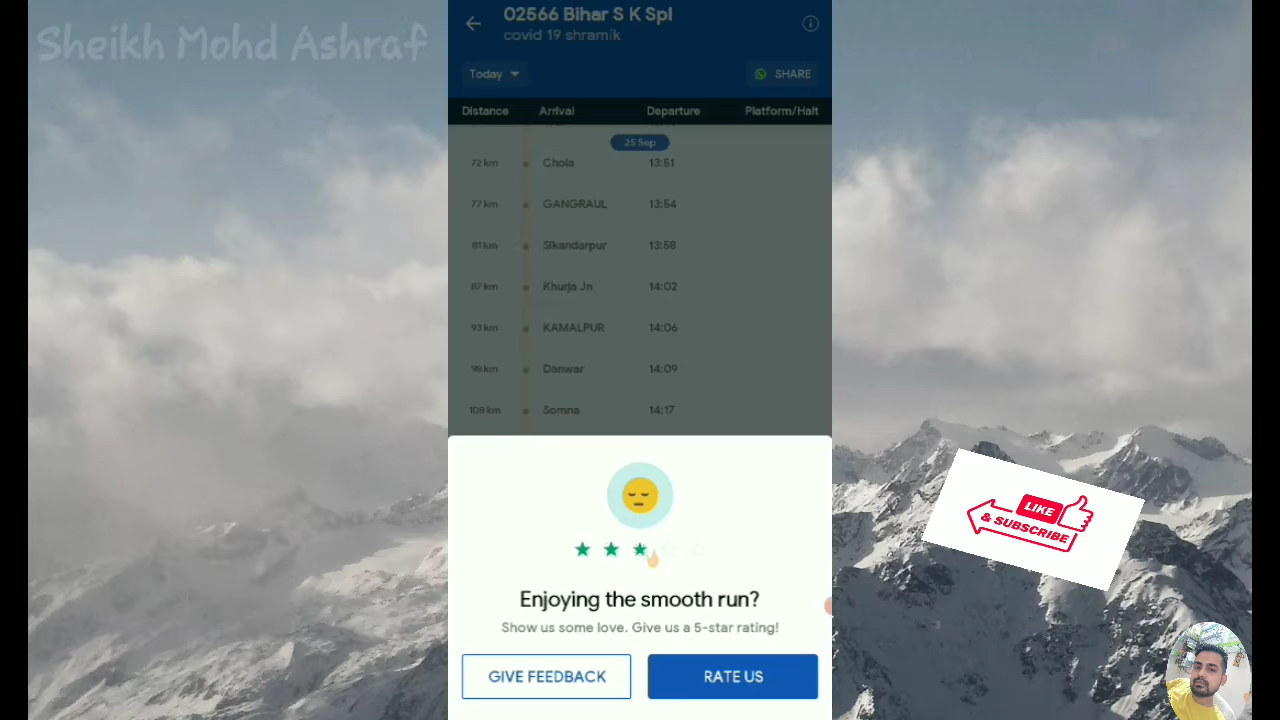 Sheikh Mohd Ashraf
02566 Bihar S K Spl
covid 19 shramik
Today
SHARE
Distance Arrival Departure Platform/Halt
25 Sep
72 km Chola 13:51
77 km GANGRAUL 13:54
81 km Sikandarpur 13:58
87 km Khurja Jn 14:02
93 km KAMALPUR 14:06
98 km Danwar 14:09
108 km Somna 14:17
LIKE
& SUBSCRIBE
Enjoying the smooth run?
Show us some love. Give us a 5-star rating!
GIVE FEEDBACK RATE US